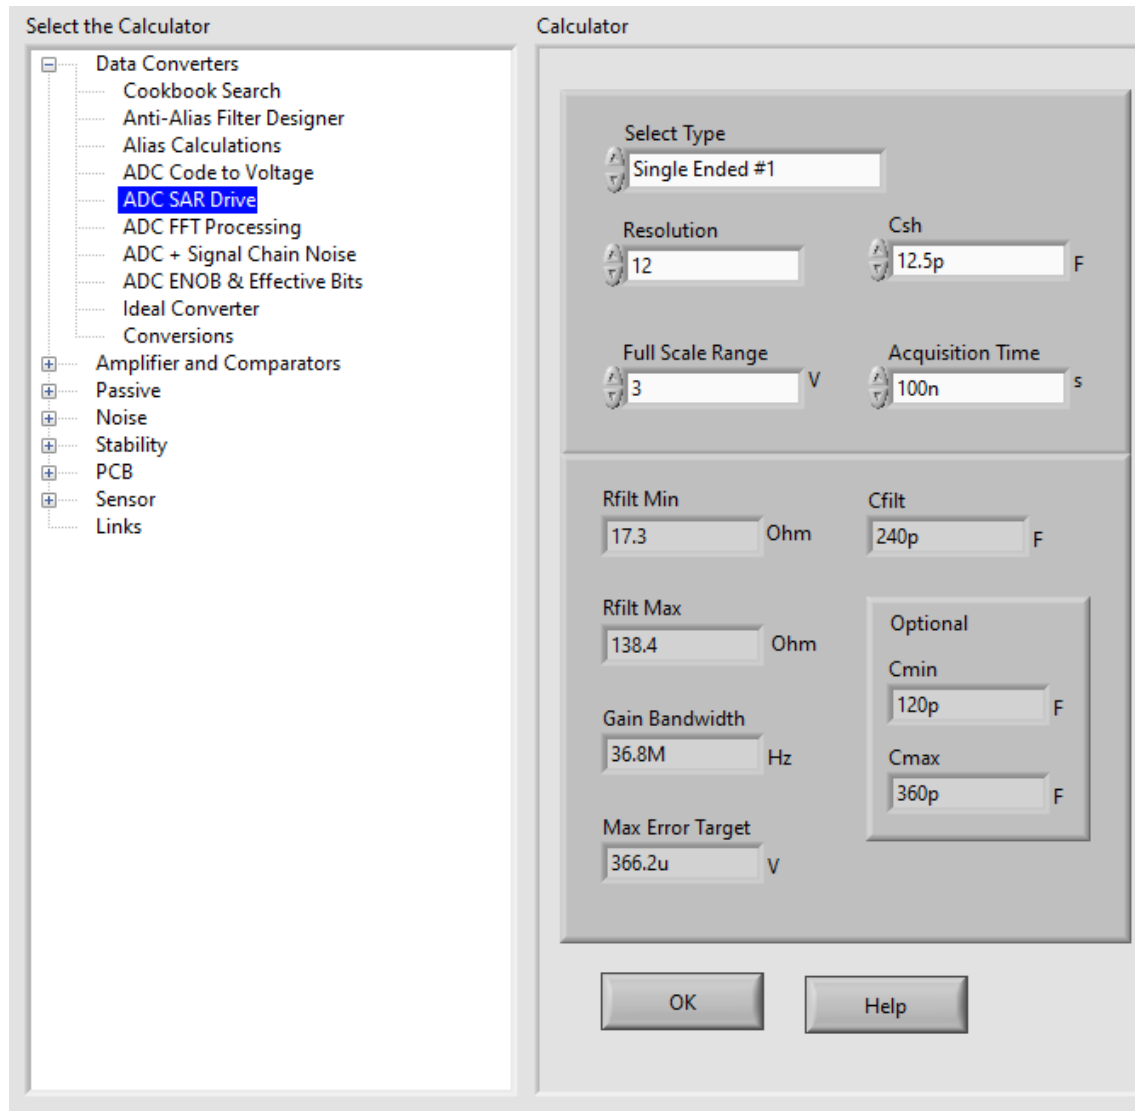 Select the Calculator
Data Converters
Cookbook Search
Anti-Alias Filter Designer
Alias Calculations
ADC Code to Voltage
ADC SAR Drive
ADC FFT Processing
ADC + Signal Chain Noise
ADC ENOB & Effective Bits
Ideal Converter
Conversions
Amplifier and Comparators
Passive
Noise
Stability
PCB
Sensor
Links
Calculator
Select Type
Single Ended #1
Resolution
12
Csh
12.5p F
Full Scale Range
3 V
Acquisition Time
100n s
Rfilt Min
17.3 Ohm
Cfilt
240p F
Rfilt Max
138.4 Ohm
Optional
Cmin
120p F
Gain Bandwidth
36.8M Hz
Cmax
360p F
Max Error Target
366.2u V
OK
Help